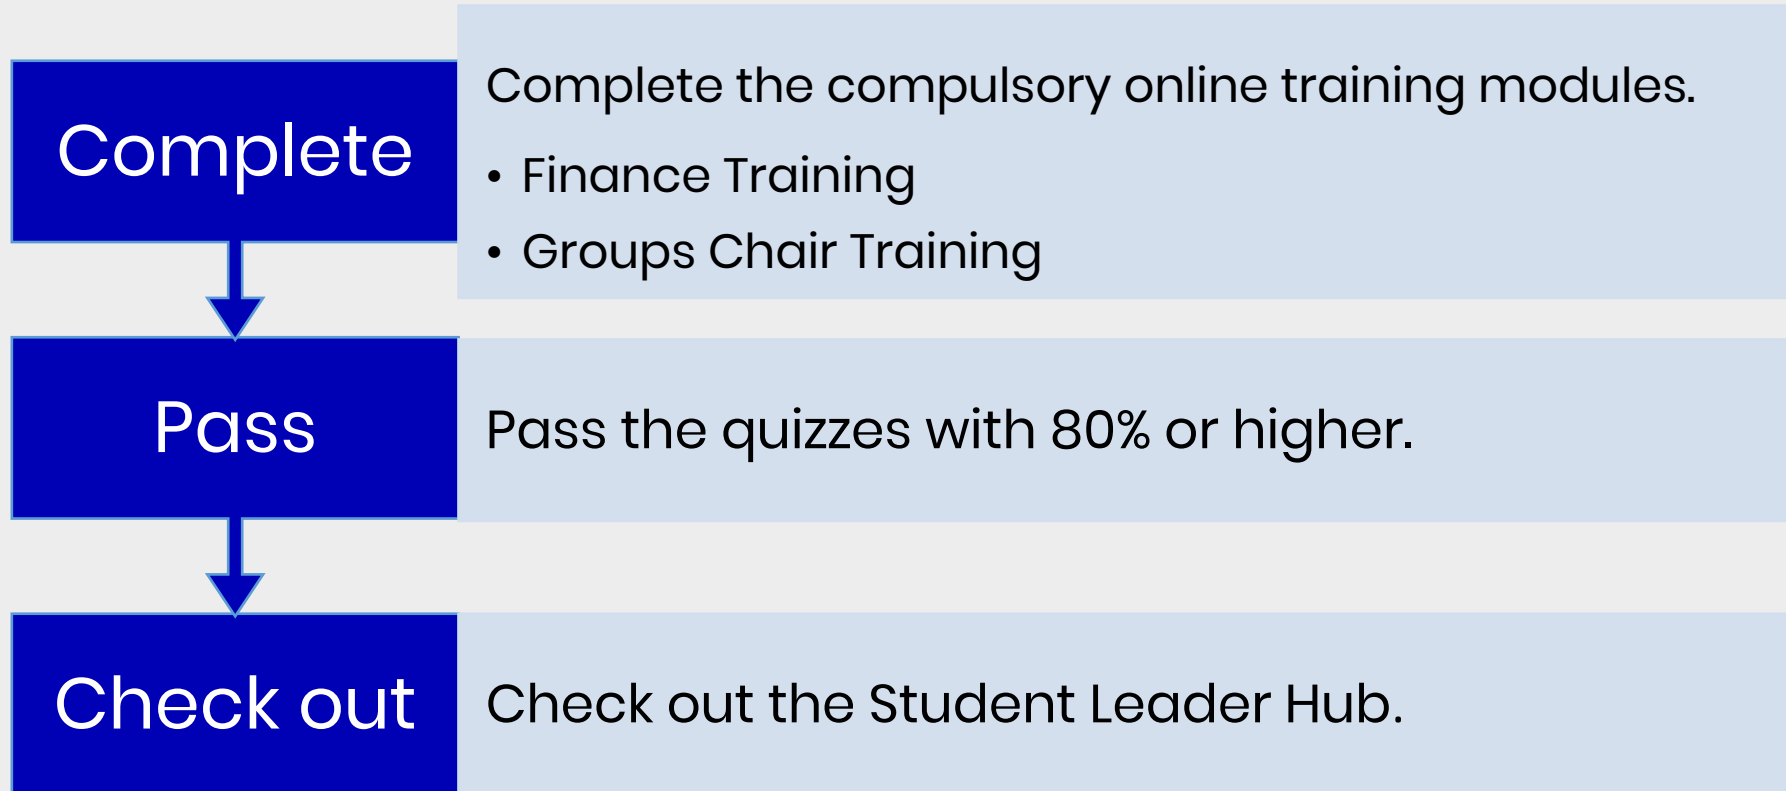 Complete
Complete the compulsory online training modules.
• Finance Training
• Groups Chair Training
Pass
Pass the quizzes with 80% or higher.
Check out
Check out the Student Leader Hub.